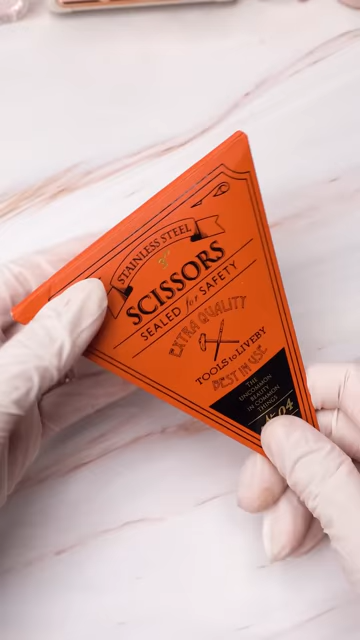 STAINLESS STEEL
SCISSORS
SEALED for SAFETY
EXTRA QUALITY
TOOLS to LIVEBY
BEST IN USE
THE
UNCOMMON
BEAUTY
IN COMMON
THINGS